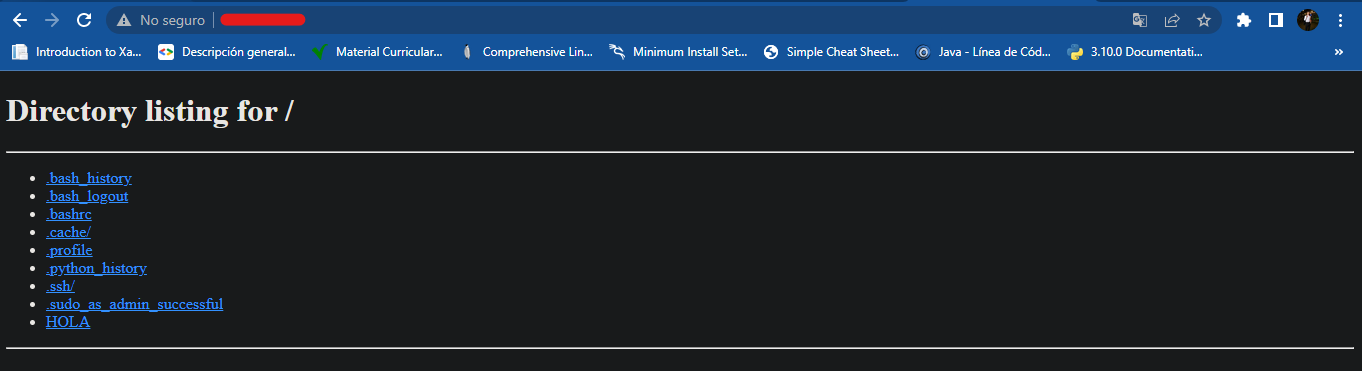 No seguro
Introduction to Xa... Descripción general... Material Curricular... Comprehensive Lin... Minimum Install Set... Simple Cheat Sheet... Java - Línea de Cód... 3.10.0 Documentati... »
Directory listing for /
.bash_history
.bash_logout
.bashrc
.cache/
.profile
.python_history
.ssh/
.sudo_as_admin_successful
HOLA